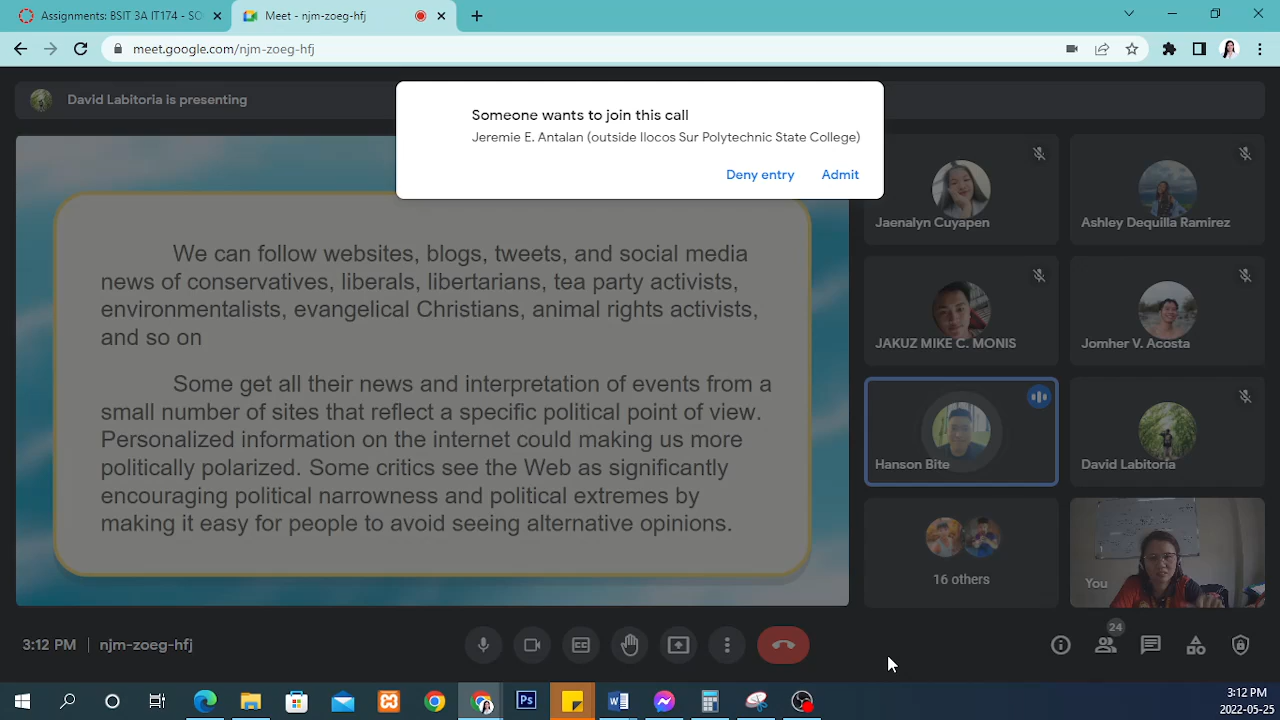 Assignments: BSIT 3A IT174 - SO
Meet - njm-zoeg-hfj
meet.google.com/njm-zoeg-hfj
David Labitoria is presenting
Someone wants to join this call
Jeremie E. Antalan (outside Ilocos Sur Polytechnic State College)
Deny entry
Admit
We can follow websites, blogs, tweets, and social media
news of conservatives, liberals, libertarians, tea party activists,
environmentalists, evangelical Christians, animal rights activists,
and so on
Some get all their news and interpretation of events from a
small number of sites that reflect a specific political point of view.
Personalized information on the internet could making us more
politically polarized. Some critics see the Web as significantly
encouraging political narrowness and political extremes by
making it easy for people to avoid seeing alternative opinions.
Jaenalyn Cuyapen
Ashley Dequilla Ramirez
JAKUZ MIKE C. MONIS
Jomher V. Acosta
Hanson Bite
David Labitoria
16 others
You
3:12 PM
njm-zoeg-hfj
CC
24
Ps
W
3:12 PM
2022-05-25